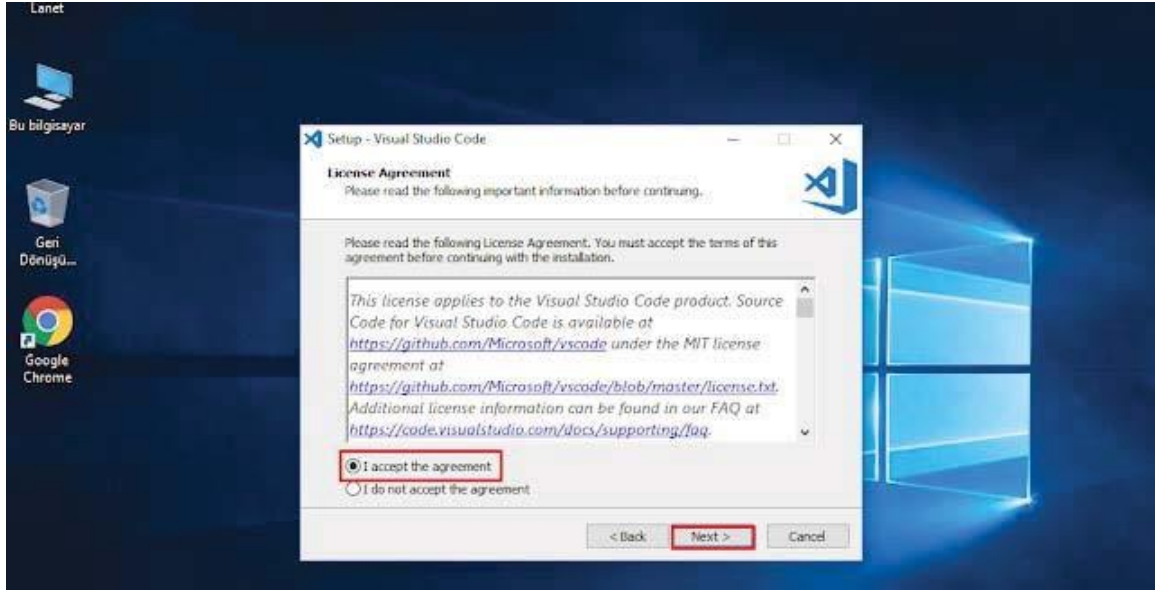 Lanet
Bu bilgisayar
Geri
Dönüşü...
Google
Chrome
Setup - Visual Studio Code
License Agreement
Please read the following important information before continuing.
Please read the following License Agreement. You must accept the terms of this
agreement before continuing with the installation.
This license applies to the Visual Studio Code product. Source
Code for Visual Studio Code is available at
https://github.com/Microsoft/vscode under the MIT license
agreement at
https://github.com/Microsoft/vscode/blob/master/license.txt.
Additional license information can be found in our FAQ at
https://code.visualstudio.com/docs/supporting/faq.
I accept the agreement
I do not accept the agreement
< Back
Next >
Cancel